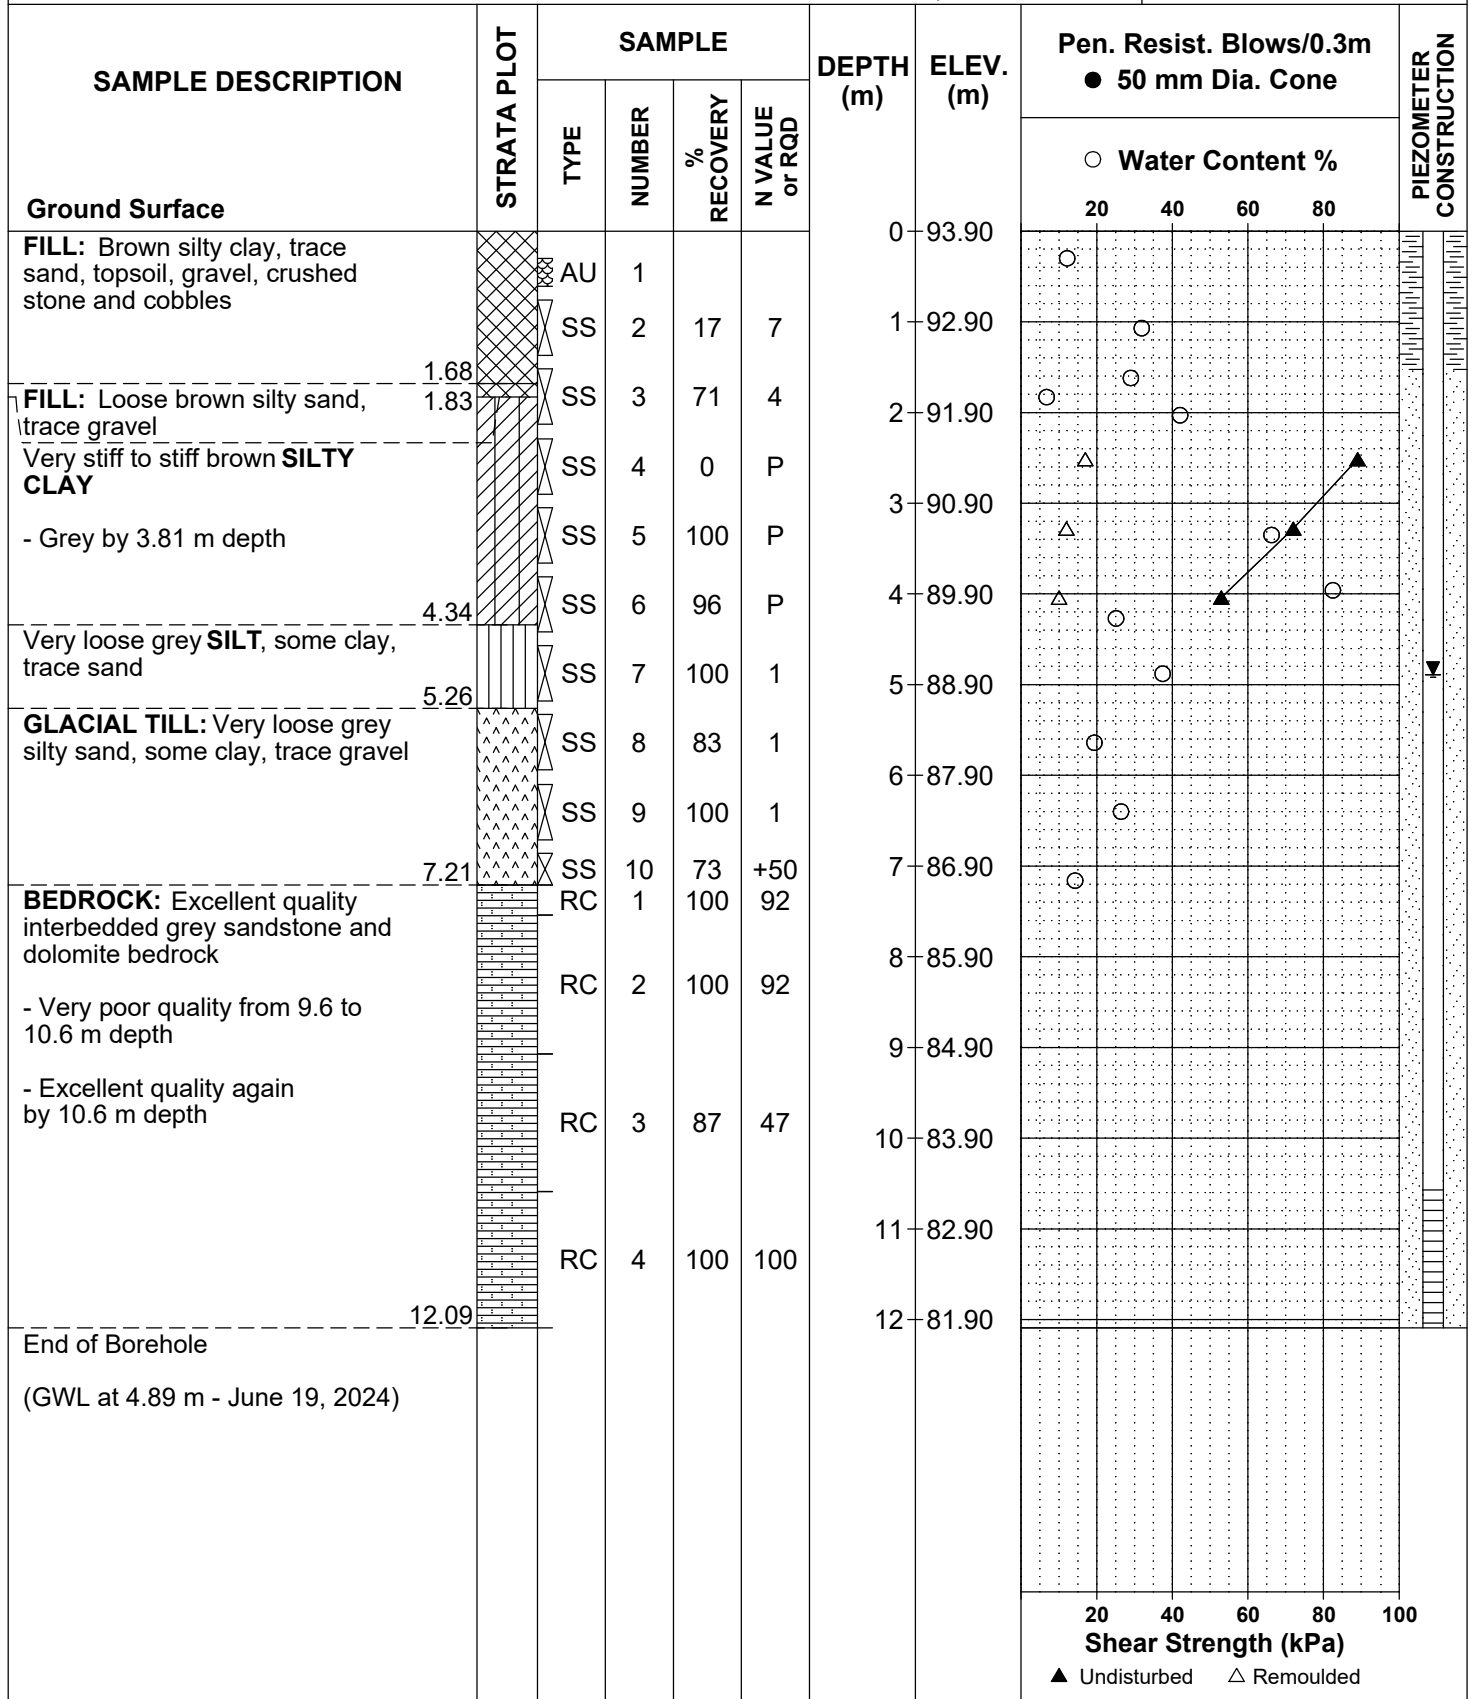 SAMPLE DESCRIPTION
STRATA PLOT
SAMPLE
TYPE
NUMBER
%
RECOVERY
N VALUE
or RQD
DEPTH
(m)
ELEV.
(m)
Pen. Resist. Blows/0.3m
● 50 mm Dia. Cone
○ Water Content %
PIEZOMETER
CONSTRUCTION
20 40 60 80
Ground Surface
0 93.90
FILL: Brown silty clay, trace
sand, topsoil, gravel, crushed
stone and cobbles
AU 1
SS 2 17 7
1 92.90
1.68
FILL: Loose brown silty sand,
trace gravel
1.83
SS 3 71 4
2 91.90
Very stiff to stiff brown SILTY
CLAY
- Grey by 3.81 m depth
SS 4 0 P
3 90.90
SS 5 100 P
4 89.90
SS 6 96 P
4.34
Very loose grey SILT, some clay,
trace sand
SS 7 100 1
5 88.90
5.26
GLACIAL TILL: Very loose grey
silty sand, some clay, trace gravel
SS 8 83 1
6 87.90
SS 9 100 1
7 86.90
SS 10 73 +50
7.21
BEDROCK: Excellent quality
interbedded grey sandstone and
dolomite bedrock
- Very poor quality from 9.6 to
10.6 m depth
- Excellent quality again
by 10.6 m depth
RC 1 100 92
8 85.90
RC 2 100 92
9 84.90
RC 3 87 47
10 83.90
11 82.90
RC 4 100 100
12 81.90
12.09
End of Borehole
(GWL at 4.89 m - June 19, 2024)
20 40 60 80 100
Shear Strength (kPa)
▲ Undisturbed △ Remoulded